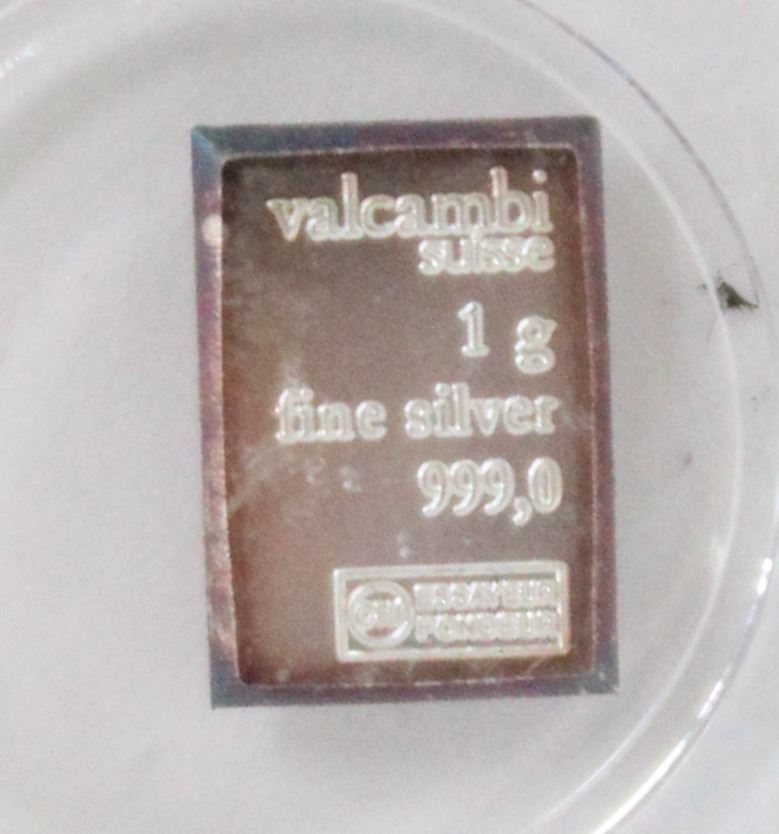 valcambi
suisse
1 g
fine silver
999,0
ESSAYEUR
FONDEUR